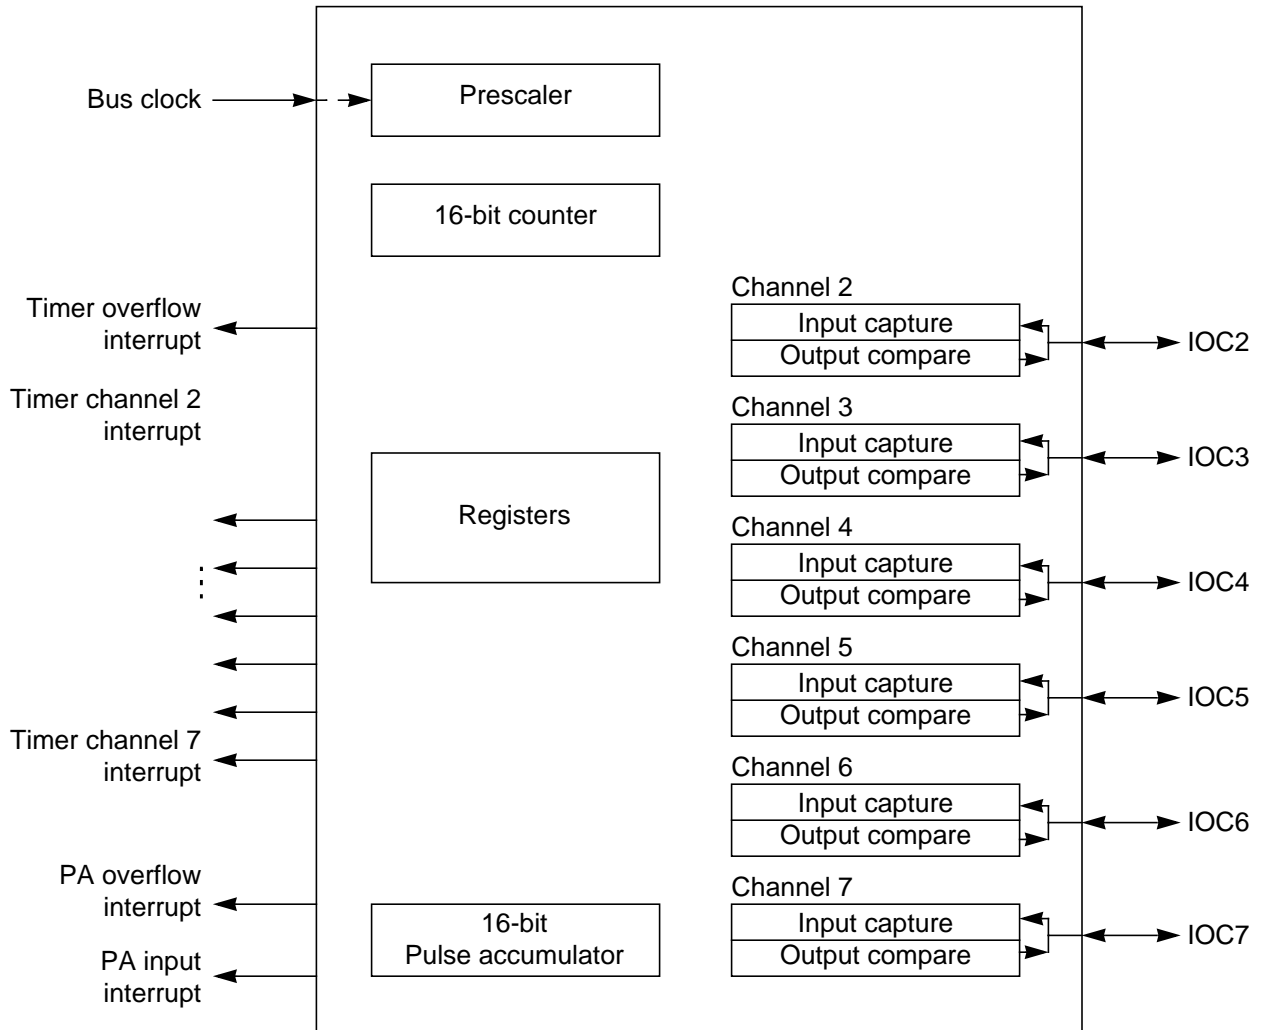 Bus clock
Prescaler
16-bit counter
Timer overflow
interrupt
Timer channel 2
interrupt
Registers
Timer channel 7
interrupt
PA overflow
interrupt
PA input
interrupt
16-bit
Pulse accumulator
Channel 2
Input capture
Output compare
IOC2
Channel 3
Input capture
Output compare
IOC3
Channel 4
Input capture
Output compare
IOC4
Channel 5
Input capture
Output compare
IOC5
Channel 6
Input capture
Output compare
IOC6
Channel 7
Input capture
Output compare
IOC7